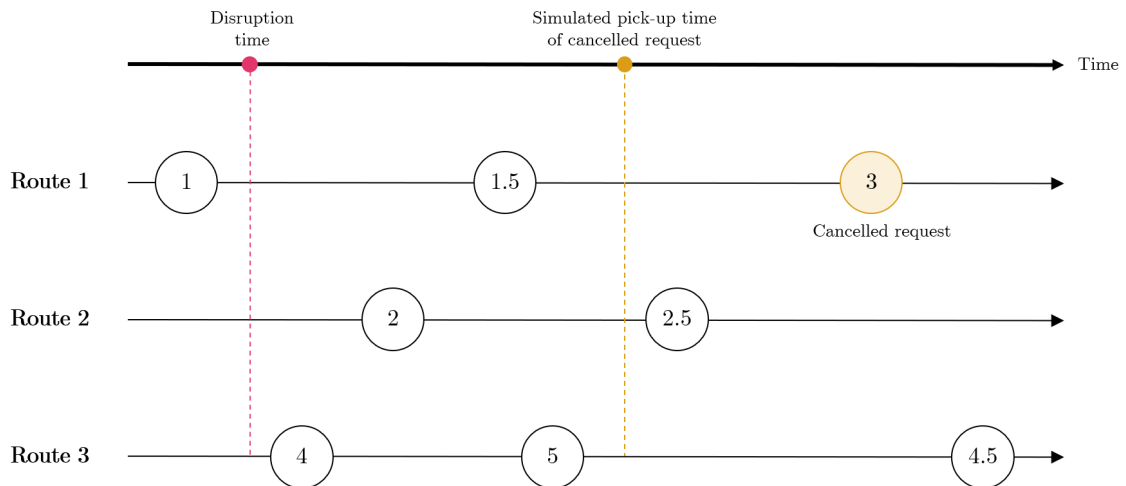 Disruption
time
Simulated pick-up time
of cancelled request
Time
Route 1
1
1.5
3
Cancelled request
Route 2
2
2.5
Route 3
4
5
4.5